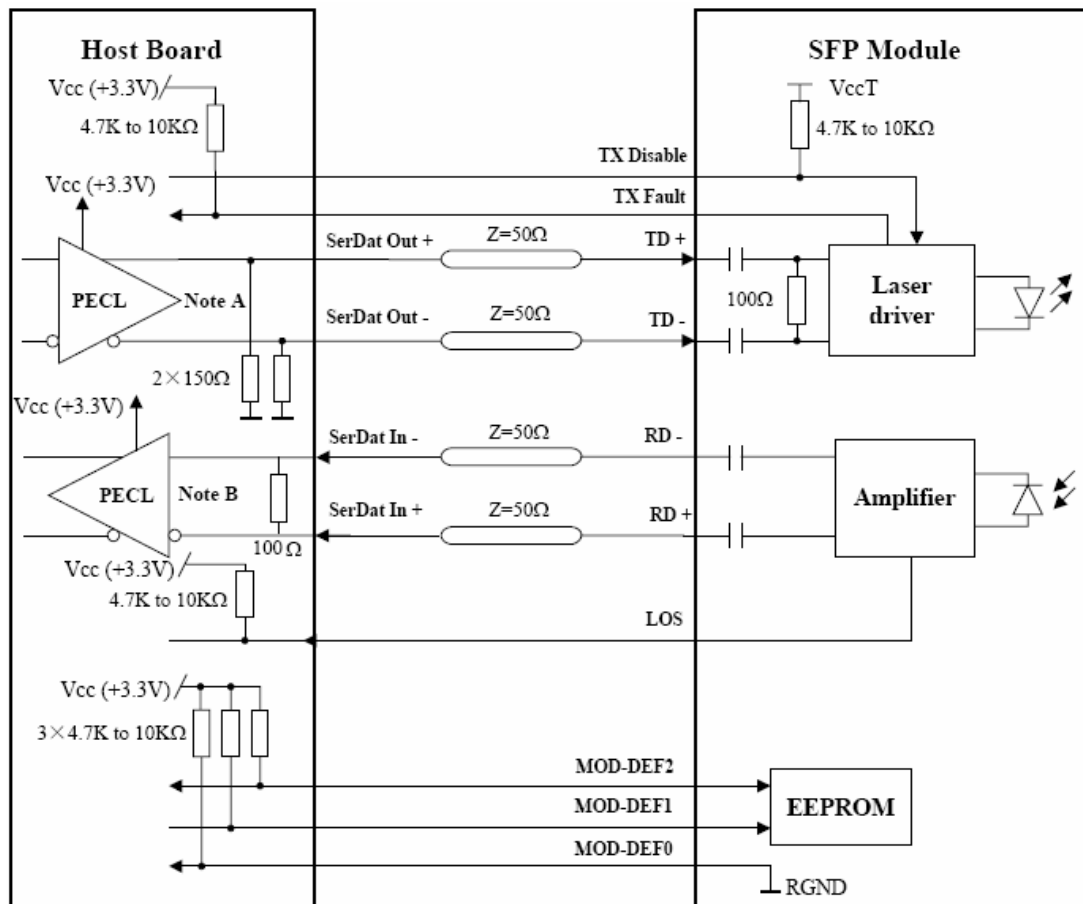 Host Board
SFP Module
Vcc (+3.3V)
4.7K to 10KΩ
VccT
4.7K to 10KΩ
TX Disable
TX Fault
Vcc (+3.3V)
SerDat Out +
Z=50Ω
TD +
PECL
Note A
100Ω
Laser
driver
SerDat Out -
Z=50Ω
TD -
2×150Ω
Vcc (+3.3V)
SerDat In -
Z=50Ω
RD -
PECL
Note B
Amplifier
SerDat In +
Z=50Ω
RD +
100Ω
Vcc (+3.3V)
4.7K to 10KΩ
LOS
Vcc (+3.3V)
3×4.7K to 10KΩ
MOD-DEF2
EEPROM
MOD-DEF1
MOD-DEF0
RGND